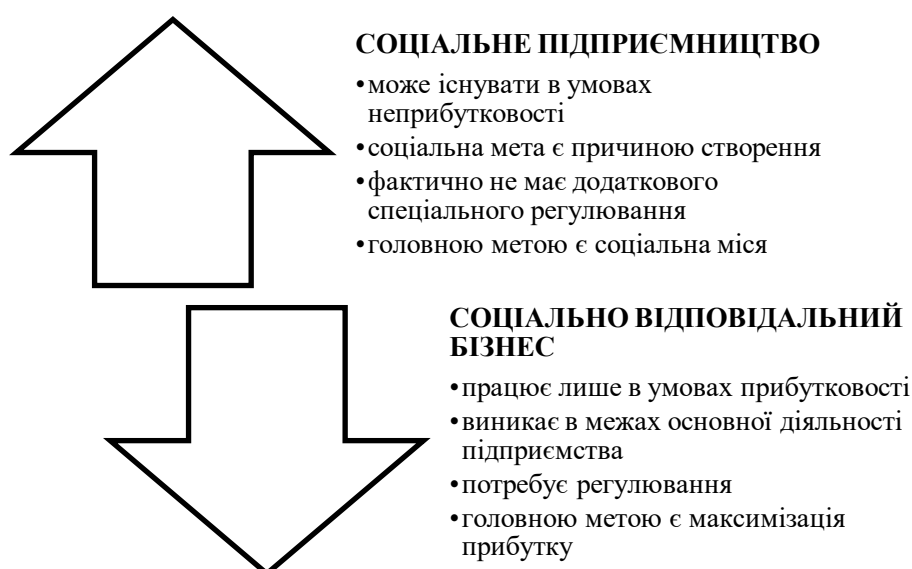 СОЦІАЛЬНЕ ПІДПРИЄМНИЦТВО
•може існувати в умовах
неприбутковості
•соціальна мета є причиною створення
•фактично не має додаткового
спеціального регулювання
•головною метою є соціальна місія
СОЦІАЛЬНО ВІДПОВІДАЛЬНИЙ
БІЗНЕС
•працює лише в умовах прибутковості
•виникає в межах основної діяльності
підприємства
•потребує регулювання
•головною метою є максимізація
прибутку